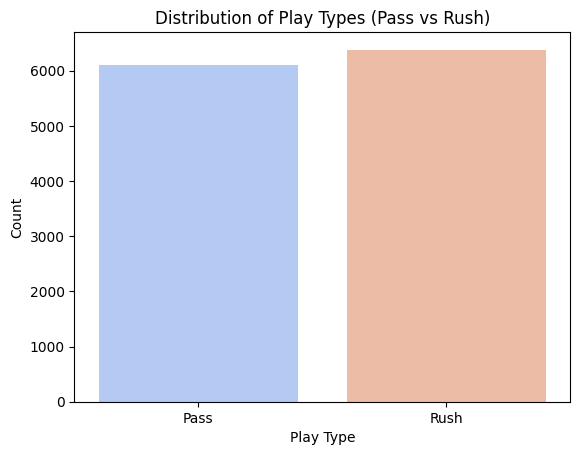 Distribution of Play Types (Pass vs Rush)
6000
5000
4000
3000
2000
1000
0
Count
Pass
Rush
Play Type